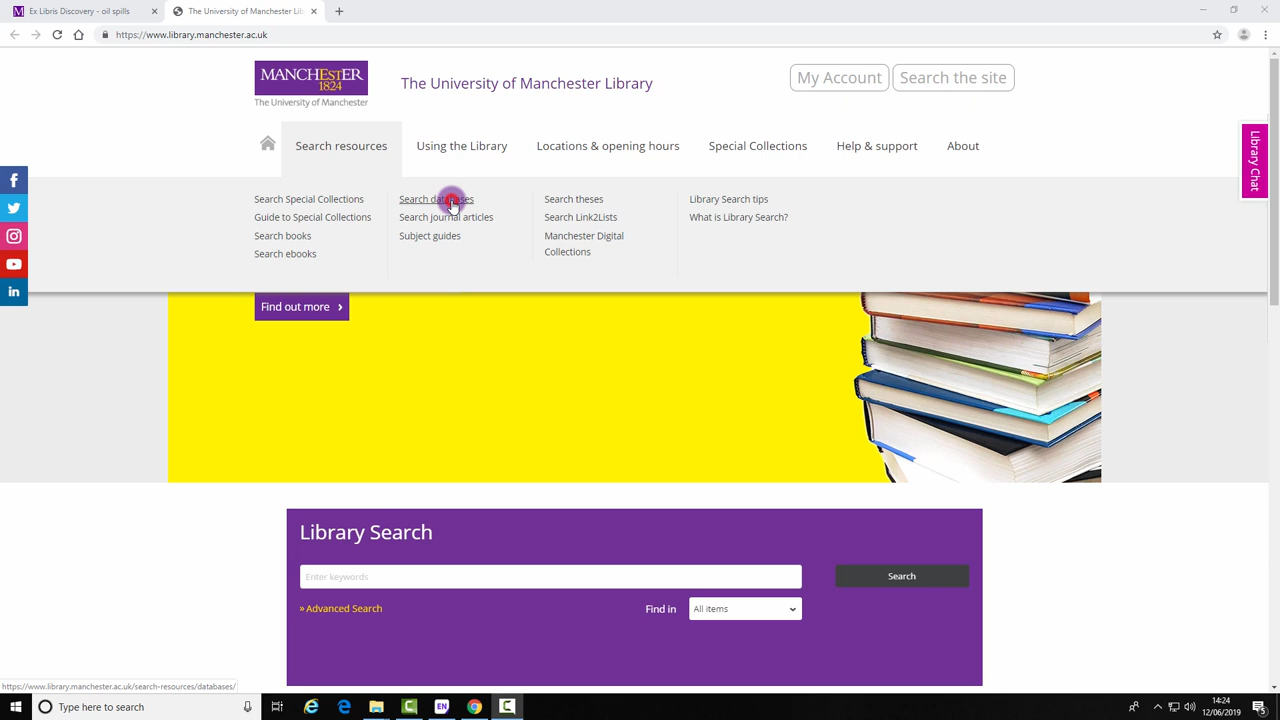 Ex Libris Discovery - oil spills
The University of Manchester Lib
https://www.library.manchester.ac.uk
MANCHESTER
1824
The University of Manchester
The University of Manchester Library
My Account
Search the site
Search resources
Using the Library
Locations & opening hours
Special Collections
Help & support
About
Library Chat
Search Special Collections
Guide to Special Collections
Search books
Search ebooks
Search databases
Search journal articles
Subject guides
Search theses
Search Link2Lists
Manchester Digital
Collections
Library Search tips
What is Library Search?
Find out more
Library Search
Enter keywords
Search
» Advanced Search
Find in
All items
https://www.library.manchester.ac.uk/search-resources/databases/
Type here to search
EN
14:24
12/06/2019
5